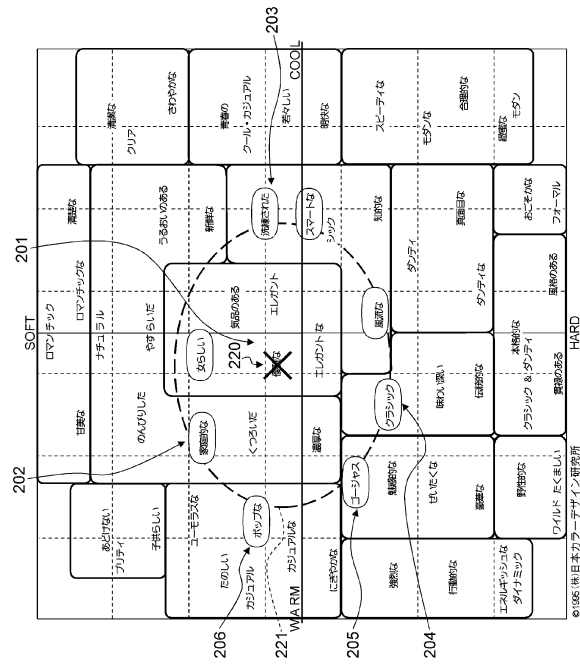 202
201
SOFT
ロマンチック
甘美な
ロマンチックな
清楚な
ナチュラル
あどけない
プリティ
子供らしい
のんびりした
やすらいだ
うるおいのある
清潔な
クリア
さわやかな
ユーモラスな
家庭的な
女らしい
新鮮な
たのしい
206
ポップな
カジュアル
くつろいだ
220
気品のある
エレガント
洗練された
青春の
クール・カジュアル
若々しい
203
221
カジュアルな
WARM
COOL
濃厚な
エレガントな
スマートな
シック
にぎやかな
明快な
205
ゴージャス
クラシック
風流な
知的な
スピーディな
強烈な
魅惑的な
味わい深い
ダンディ
モダンな
204
行動的な
ぜいたくな
豪華な
伝統的な
ダンディな
真面目な
合理的な
エネルギッシュな
ダイナミック
野性的な
ワイルド
たくましい
本格的な
クラシック & ダンディ
貫禄のある
風格のある
おごそかな
フォーマル
モダン
HARD
©1995 (株)日本カラーデザイン研究所